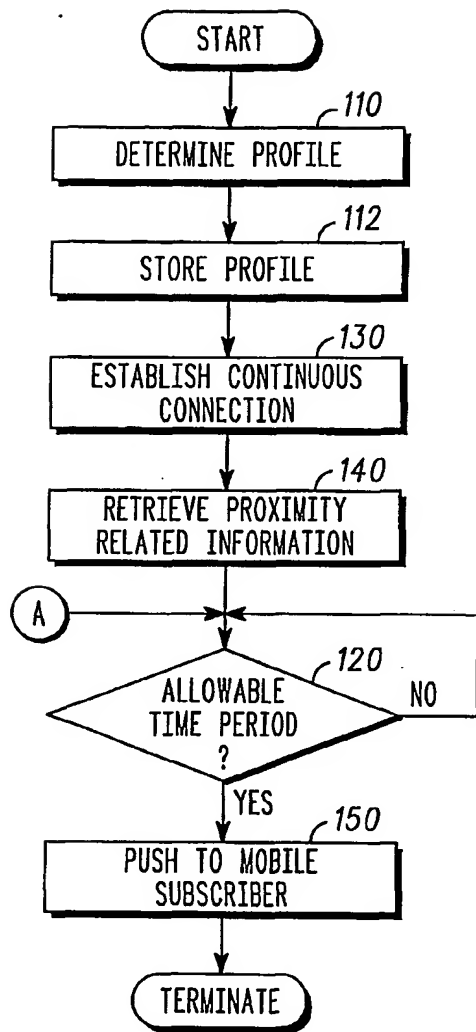 START
110
DETERMINE PROFILE
112
STORE PROFILE
130
ESTABLISH CONTINUOUS
CONNECTION
140
RETRIEVE PROXIMITY
RELATED INFORMATION
A
120
ALLOWABLE
TIME PERIOD
?
NO
YES
150
PUSH TO MOBILE
SUBSCRIBER
TERMINATE